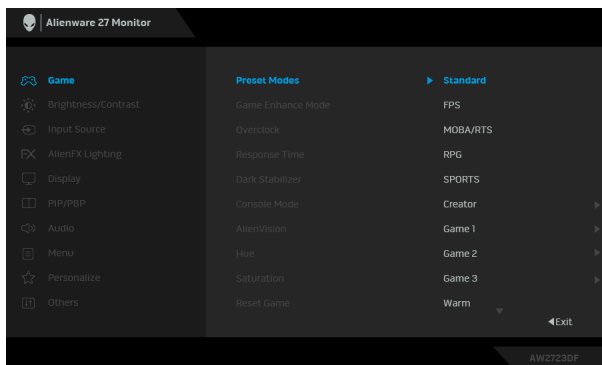 Alienware 27 Monitor
Game
Preset Modes
Standard
Brightness/Contrast
Game Enhance Mode
FPS
Input Source
Overclock
MOBA/RTS
FX
AlienFX Lighting
Response Time
RPG
Display
Dark Stabilizer
SPORTS
PIP/PBP
Console Mode
Creator
Audio
AlienVision
Game 1
Menu
Hue
Game 2
Personalize
Saturation
Game 3
Others
Reset Game
Warm
Exit
AW2723DF